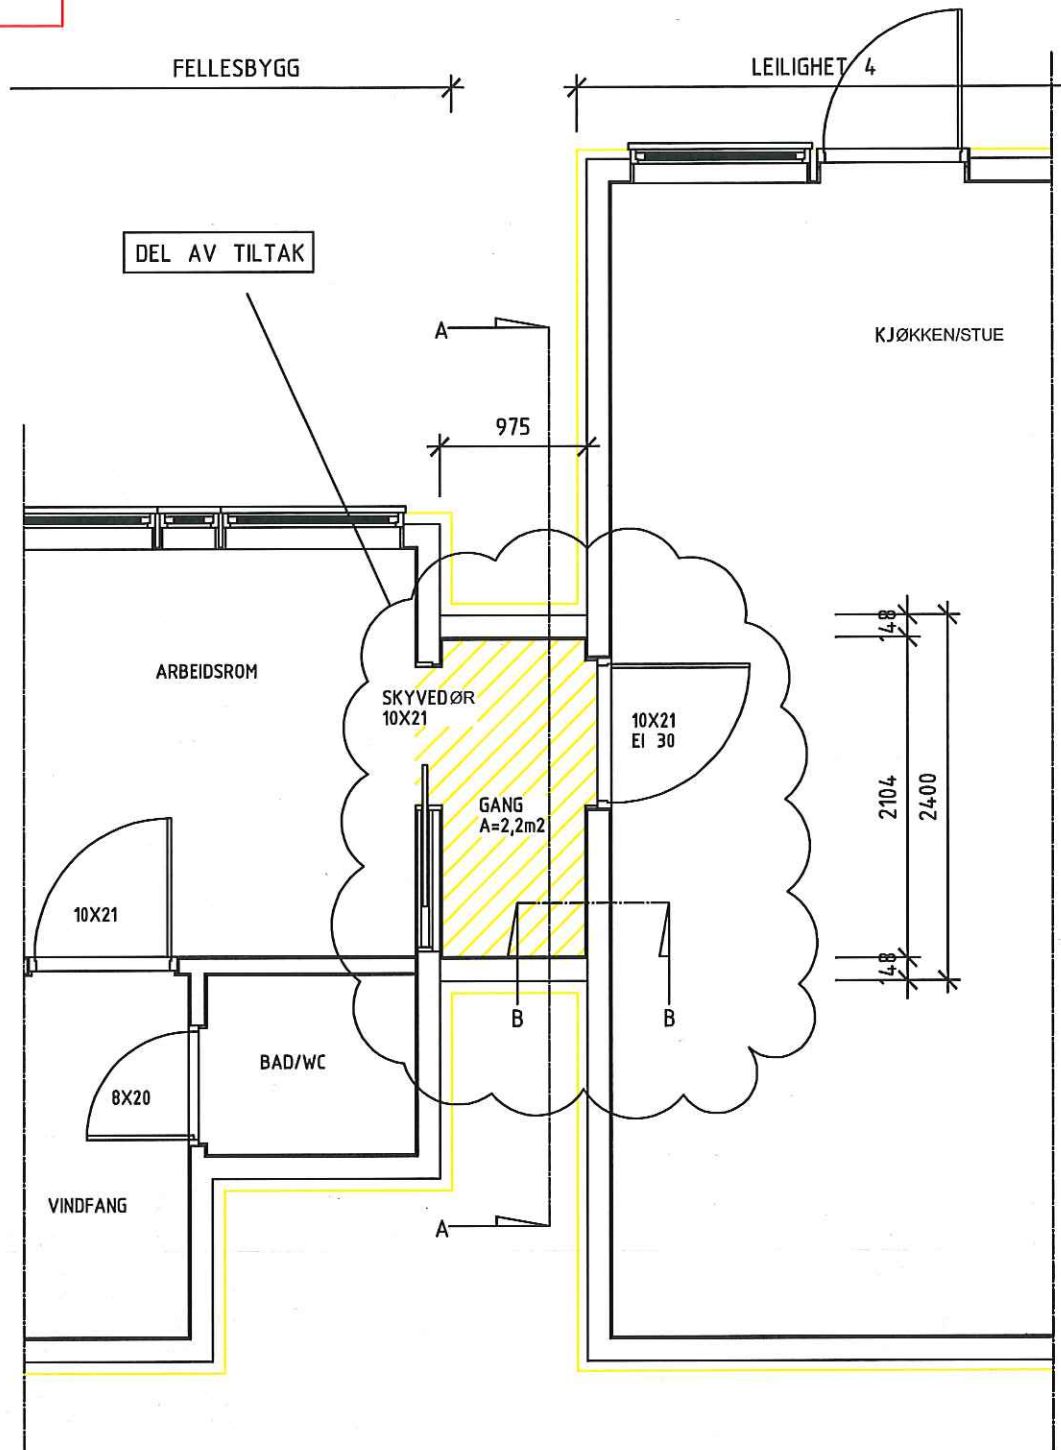 FELLESBYGG
LEILIGHET 4
DEL AV TILTAK
A
KJØKKEN/STUE
975
ARBEIDSROM
SKYVEDØR
10X21
10X21
EI 30
GANG
A=2,2m2
148
2104
2400
148
10X21
B
B
BAD/WC
8X20
VINDFANG
A